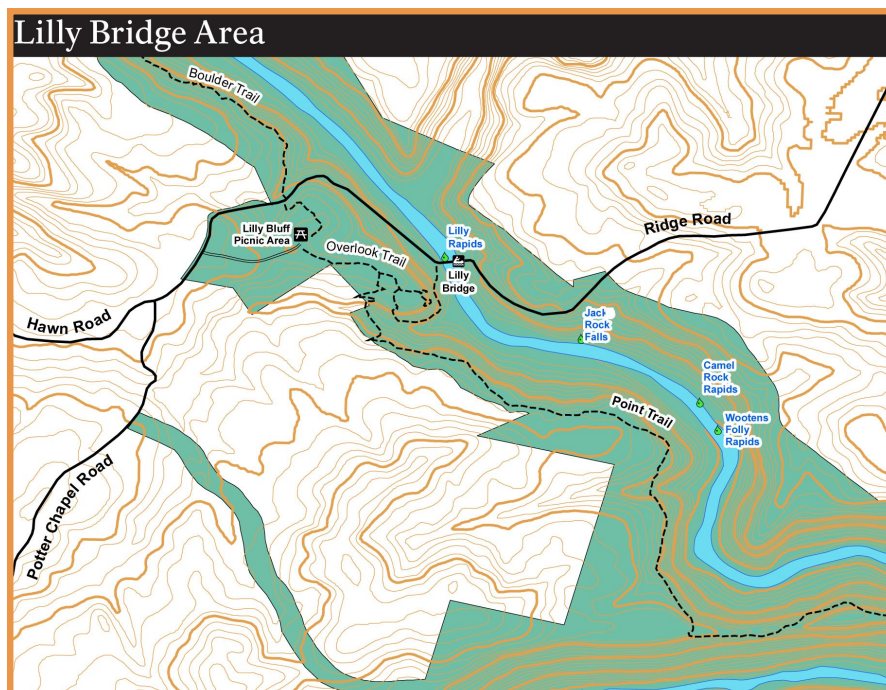 Lilly Bridge Area
Boulder Trail
Lilly Bluff
Picnic Area
Overlook Trail
Lilly
Rapids
Lilly
Bridge
Ridge Road
Hawn Road
Jack
Rock
Falls
Camel
Rock
Rapids
Point Trail
Wootens
Folly
Rapids
Potter Chapel Road